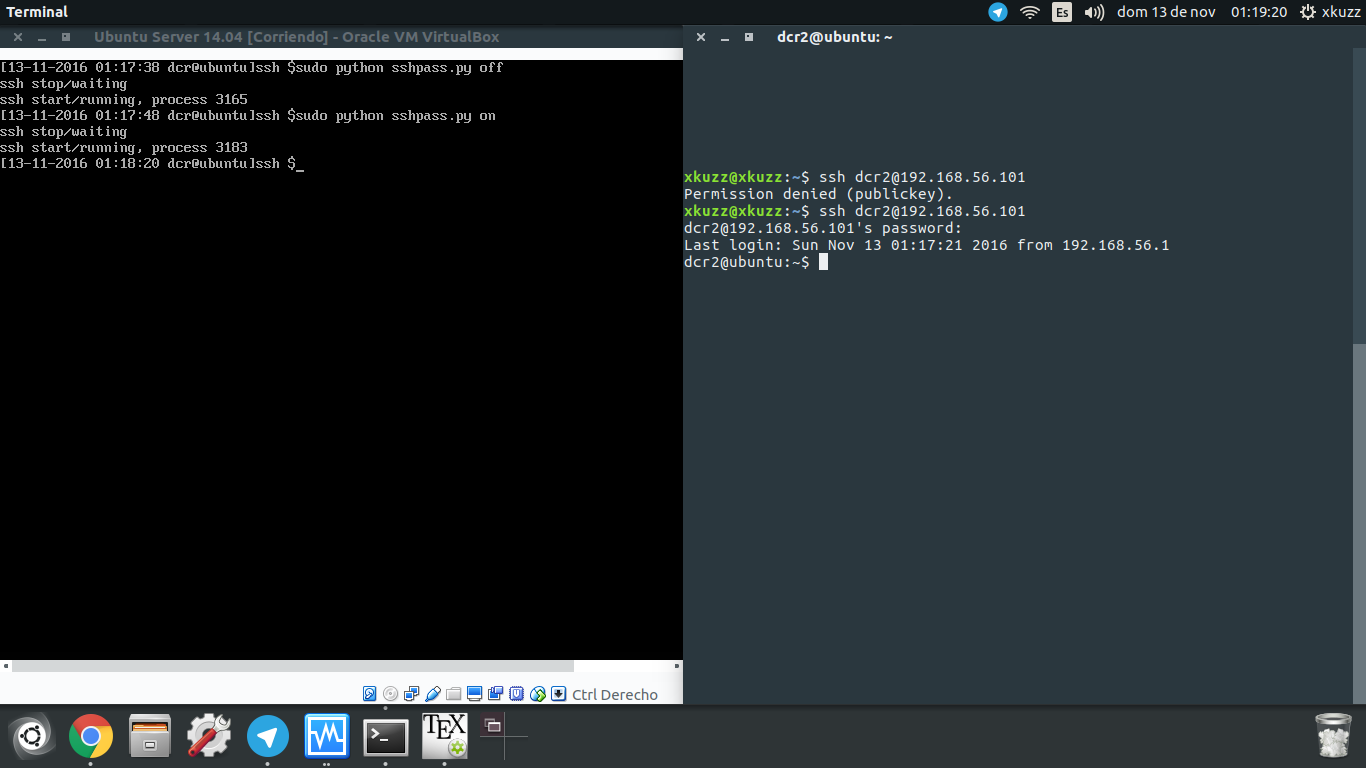 Terminal
Es
dom 13 de nov
01:19:20
xkuzz
Ubuntu Server 14.04 [Corriendo] - Oracle VM VirtualBox
[13-11-2016 01:17:38 dcr@ubuntu]ssh $sudo python sshpass.py off
ssh stop/waiting
ssh start/running, process 3165
[13-11-2016 01:17:48 dcr@ubuntu]ssh $sudo python sshpass.py on
ssh stop/waiting
ssh start/running, process 3183
[13-11-2016 01:18:20 dcr@ubuntu]ssh $_
Ctrl Derecho
dcr2@ubuntu: ~
xkuzz@xkuzz:~$ ssh dcr2@192.168.56.101
Permission denied (publickey).
xkuzz@xkuzz:~$ ssh dcr2@192.168.56.101
dcr2@192.168.56.101's password:
Last login: Sun Nov 13 01:17:21 2016 from 192.168.56.1
dcr2@ubuntu:~$
>_
TEX